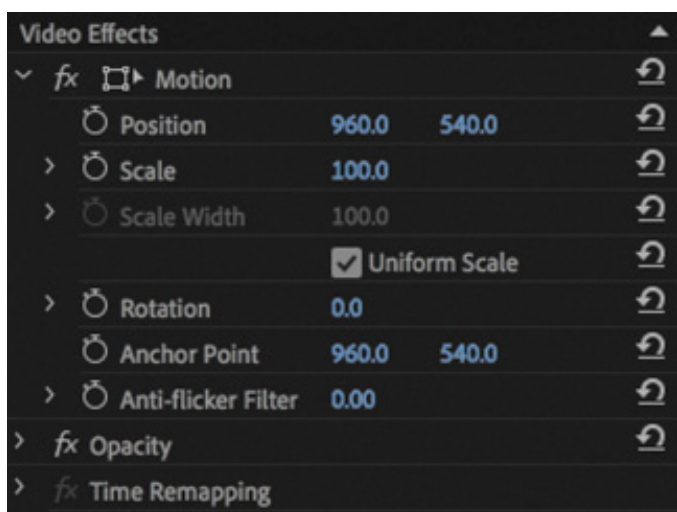 Video Effects
fx Motion
Position 960.0 540.0
Scale 100.0
Scale Width 100.0
Uniform Scale
Rotation 0.0
Anchor Point 960.0 540.0
Anti-flicker Filter 0.00
fx Opacity
fx Time Remapping